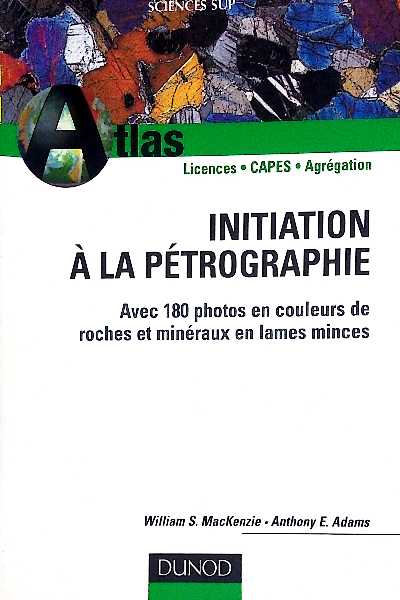 SCIENCES SUP
Atlas
Licences • CAPES • Agrégation
INITIATION
À LA PÉTROGRAPHIE
Avec 180 photos en couleurs de
roches et minéraux en lames minces
William S. MacKenzie • Anthony E. Adams
DUNOD